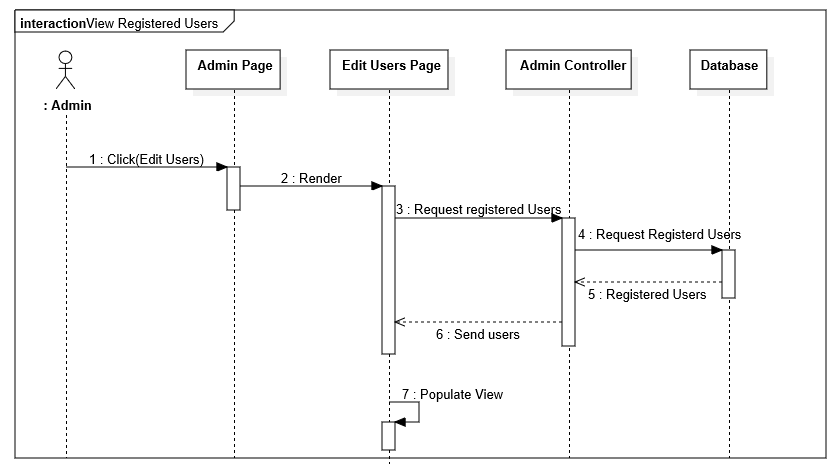 interactionView Registered Users
Admin Page
Edit Users Page
Admin Controller
Database
: Admin
1 : Click(Edit Users)
2 : Render
3 : Request registered Users
4 : Request Registerd Users
5 : Registered Users
6 : Send users
7 : Populate View